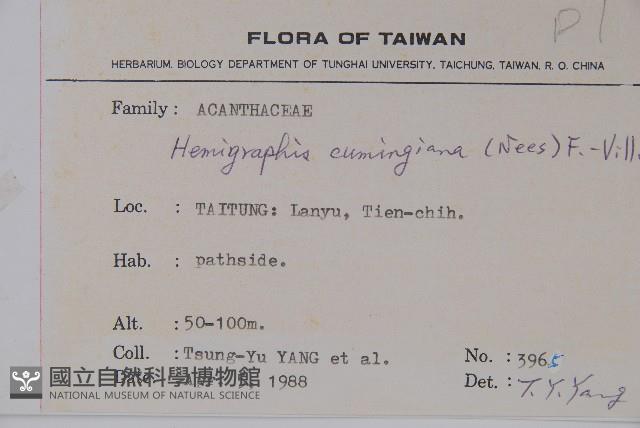 P1
FLORA OF TAIWAN
HERBARIUM. BIOLOGY DEPARTMENT OF TUNGHAI UNIVERSITY. TAICHUNG, TAIWAN, R. O. CHINA
Family : ACANTHACEAE
Hemigraphis cumingiana (Nees) F.-Vill.
Loc. : TAITUNG: Lanyu, Tien-chih.
Hab. : pathside.
Alt. : 50-100m.
Coll. : Tsung-Yu YANG et al. No. : 3965
1988 Det. : T. Y. Yang
國立自然科學博物館
NATIONAL MUSEUM OF NATURAL SCIENCE